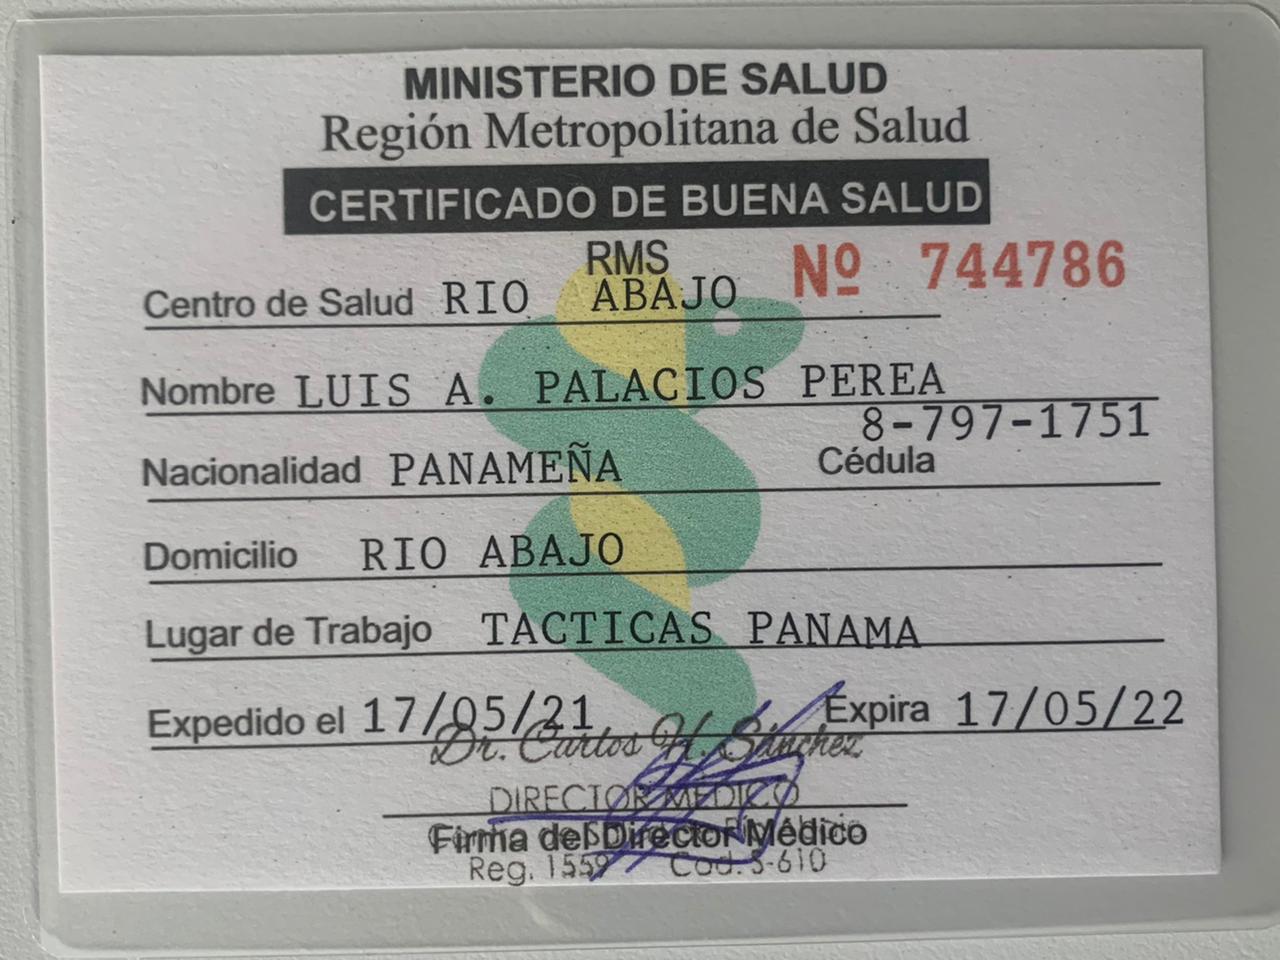 MINISTERIO DE SALUD
Región Metropolitana de Salud
CERTIFICADO DE BUENA SALUD
RMS
Nº 744786
Centro de Salud RIO ABAJO
Nombre LUIS A. PALACIOS PEREA
8-797-1751
Nacionalidad PANAMEÑA Cédula
Domicilio RIO ABAJO
Lugar de Trabajo TACTICAS PANAMA
Expedido el 17/05/21 Expira 17/05/22
Dr. Carlos H. Sánchez
DIRECTOR MEDICO
Firma del Director Médico
Reg. 1559 Cod. S-610